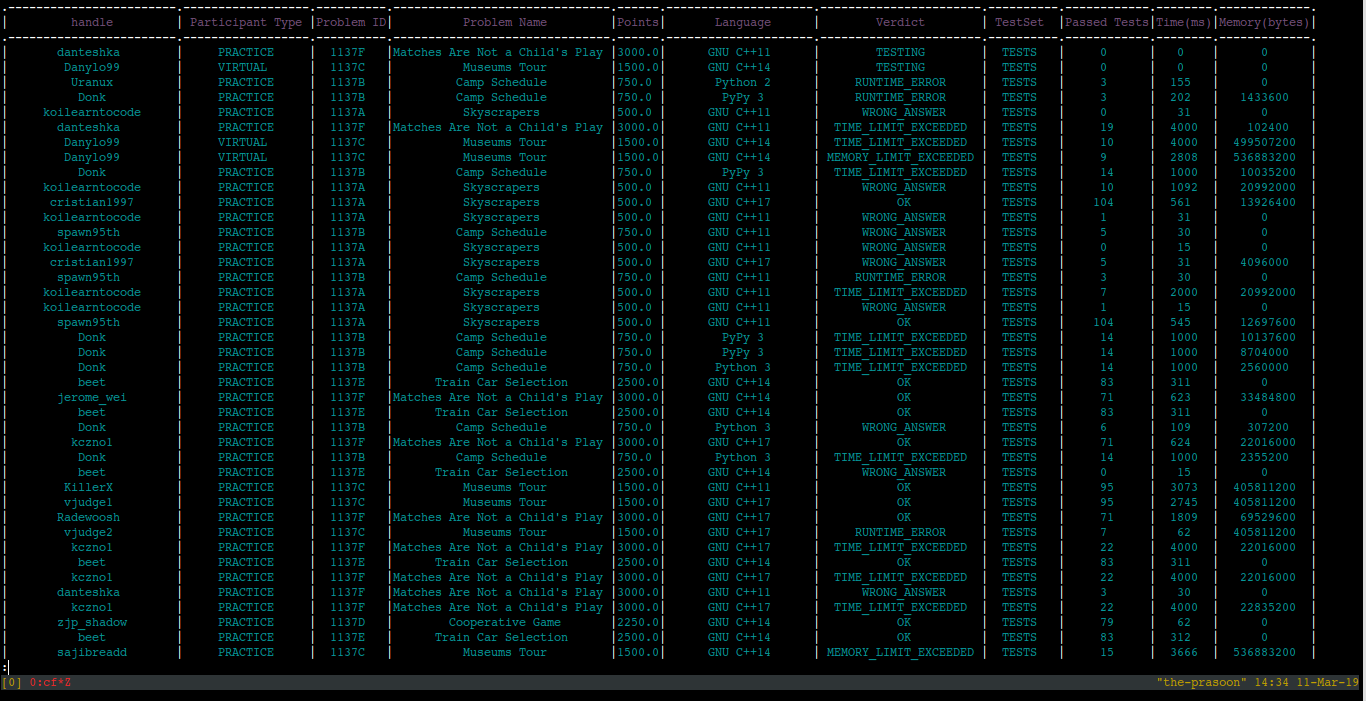 handle | Participant Type |Problem ID| Problem Name |Points| Language | Verdict | TestSet |Passed Tests|Time(ms)|Memory(bytes)|
danteshka | PRACTICE | 1137F |Matches Are Not a Child's Play |3000.0| GNU C++11 | TESTING | TESTS | 0 | 0 | 0 |
Danylo99 | VIRTUAL | 1137C | Museums Tour |1500.0| GNU C++14 | TESTING | TESTS | 0 | 0 | 0 |
Uranux | PRACTICE | 1137B | Camp Schedule |750.0 | Python 2 | RUNTIME_ERROR | TESTS | 3 | 155 | 0 |
Donk | PRACTICE | 1137B | Camp Schedule |750.0 | PyPy 3 | RUNTIME_ERROR | TESTS | 3 | 202 | 1433600 |
koilearntocode | PRACTICE | 1137A | Skyscrapers |500.0 | GNU C++11 | WRONG_ANSWER | TESTS | 0 | 31 | 0 |
danteshka | PRACTICE | 1137F |Matches Are Not a Child's Play |3000.0| GNU C++11 | TIME_LIMIT_EXCEEDED | TESTS | 19 | 4000 | 102400 |
Danylo99 | VIRTUAL | 1137C | Museums Tour |1500.0| GNU C++14 | TIME_LIMIT_EXCEEDED | TESTS | 10 | 4000 | 499507200 |
Danylo99 | VIRTUAL | 1137C | Museums Tour |1500.0| GNU C++14 |MEMORY_LIMIT_EXCEEDED | TESTS | 9 | 2808 | 536883200 |
Donk | PRACTICE | 1137B | Camp Schedule |750.0 | PyPy 3 | TIME_LIMIT_EXCEEDED | TESTS | 14 | 1000 | 10035200 |
koilearntocode | PRACTICE | 1137A | Skyscrapers |500.0 | GNU C++11 | WRONG_ANSWER | TESTS | 10 | 1092 | 20992000 |
cristian1997 | PRACTICE | 1137A | Skyscrapers |500.0 | GNU C++17 | OK | TESTS | 104 | 561 | 13926400 |
koilearntocode | PRACTICE | 1137A | Skyscrapers |500.0 | GNU C++11 | WRONG_ANSWER | TESTS | 1 | 31 | 0 |
spawn95th | PRACTICE | 1137B | Camp Schedule |750.0 | GNU C++11 | WRONG_ANSWER | TESTS | 5 | 30 | 0 |
koilearntocode | PRACTICE | 1137A | Skyscrapers |500.0 | GNU C++11 | WRONG_ANSWER | TESTS | 0 | 15 | 0 |
cristian1997 | PRACTICE | 1137A | Skyscrapers |500.0 | GNU C++17 | WRONG_ANSWER | TESTS | 5 | 31 | 4096000 |
spawn95th | PRACTICE | 1137B | Camp Schedule |750.0 | GNU C++11 | RUNTIME_ERROR | TESTS | 3 | 30 | 0 |
koilearntocode | PRACTICE | 1137A | Skyscrapers |500.0 | GNU C++11 | TIME_LIMIT_EXCEEDED | TESTS | 7 | 2000 | 20992000 |
koilearntocode | PRACTICE | 1137A | Skyscrapers |500.0 | GNU C++11 | WRONG_ANSWER | TESTS | 1 | 15 | 0 |
spawn95th | PRACTICE | 1137A | Skyscrapers |500.0 | GNU C++11 | OK | TESTS | 104 | 545 | 12697600 |
Donk | PRACTICE | 1137B | Camp Schedule |750.0 | PyPy 3 | TIME_LIMIT_EXCEEDED | TESTS | 14 | 1000 | 10137600 |
Donk | PRACTICE | 1137B | Camp Schedule |750.0 | PyPy 3 | TIME_LIMIT_EXCEEDED | TESTS | 14 | 1000 | 8704000 |
Donk | PRACTICE | 1137B | Camp Schedule |750.0 | Python 3 | TIME_LIMIT_EXCEEDED | TESTS | 14 | 1000 | 2560000 |
beet | PRACTICE | 1137E | Train Car Selection |2500.0| GNU C++14 | OK | TESTS | 83 | 311 | 0 |
jerome_wei | PRACTICE | 1137F |Matches Are Not a Child's Play |3000.0| GNU C++14 | OK | TESTS | 71 | 623 | 33484800 |
beet | PRACTICE | 1137E | Train Car Selection |2500.0| GNU C++14 | OK | TESTS | 83 | 311 | 0 |
Donk | PRACTICE | 1137B | Camp Schedule |750.0 | Python 3 | WRONG_ANSWER | TESTS | 6 | 109 | 307200 |
kczno1 | PRACTICE | 1137F |Matches Are Not a Child's Play |3000.0| GNU C++17 | OK | TESTS | 71 | 624 | 22016000 |
Donk | PRACTICE | 1137B | Camp Schedule |750.0 | Python 3 | TIME_LIMIT_EXCEEDED | TESTS | 14 | 1000 | 2355200 |
beet | PRACTICE | 1137E | Train Car Selection |2500.0| GNU C++14 | WRONG_ANSWER | TESTS | 0 | 15 | 0 |
KillerX | PRACTICE | 1137C | Museums Tour |1500.0| GNU C++11 | OK | TESTS | 95 | 3073 | 405811200 |
vjudge1 | PRACTICE | 1137C | Museums Tour |1500.0| GNU C++17 | OK | TESTS | 95 | 2745 | 405811200 |
Radewoosh | PRACTICE | 1137F |Matches Are Not a Child's Play |3000.0| GNU C++17 | OK | TESTS | 71 | 1809 | 69529600 |
vjudge2 | PRACTICE | 1137C | Museums Tour |1500.0| GNU C++17 | RUNTIME_ERROR | TESTS | 7 | 62 | 405811200 |
kczno1 | PRACTICE | 1137F |Matches Are Not a Child's Play |3000.0| GNU C++17 | TIME_LIMIT_EXCEEDED | TESTS | 22 | 4000 | 22016000 |
beet | PRACTICE | 1137E | Train Car Selection |2500.0| GNU C++14 | OK | TESTS | 83 | 311 | 0 |
kczno1 | PRACTICE | 1137F |Matches Are Not a Child's Play |3000.0| GNU C++17 | TIME_LIMIT_EXCEEDED | TESTS | 22 | 4000 | 22016000 |
danteshka | PRACTICE | 1137F |Matches Are Not a Child's Play |3000.0| GNU C++11 | WRONG_ANSWER | TESTS | 3 | 30 | 0 |
kczno1 | PRACTICE | 1137F |Matches Are Not a Child's Play |3000.0| GNU C++17 | TIME_LIMIT_EXCEEDED | TESTS | 22 | 4000 | 22835200 |
zjp_shadow | PRACTICE | 1137D | Cooperative Game |2250.0| GNU C++14 | OK | TESTS | 79 | 62 | 0 |
beet | PRACTICE | 1137E | Train Car Selection |2500.0| GNU C++14 | OK | TESTS | 83 | 312 | 0 |
sajibreadd | PRACTICE | 1137C | Museums Tour |1500.0| GNU C++14 |MEMORY_LIMIT_EXCEEDED | TESTS | 15 | 3666 | 536883200 |
:
[0] 0:cf*Z "the-prasoon" 14:34 11-Mar-19